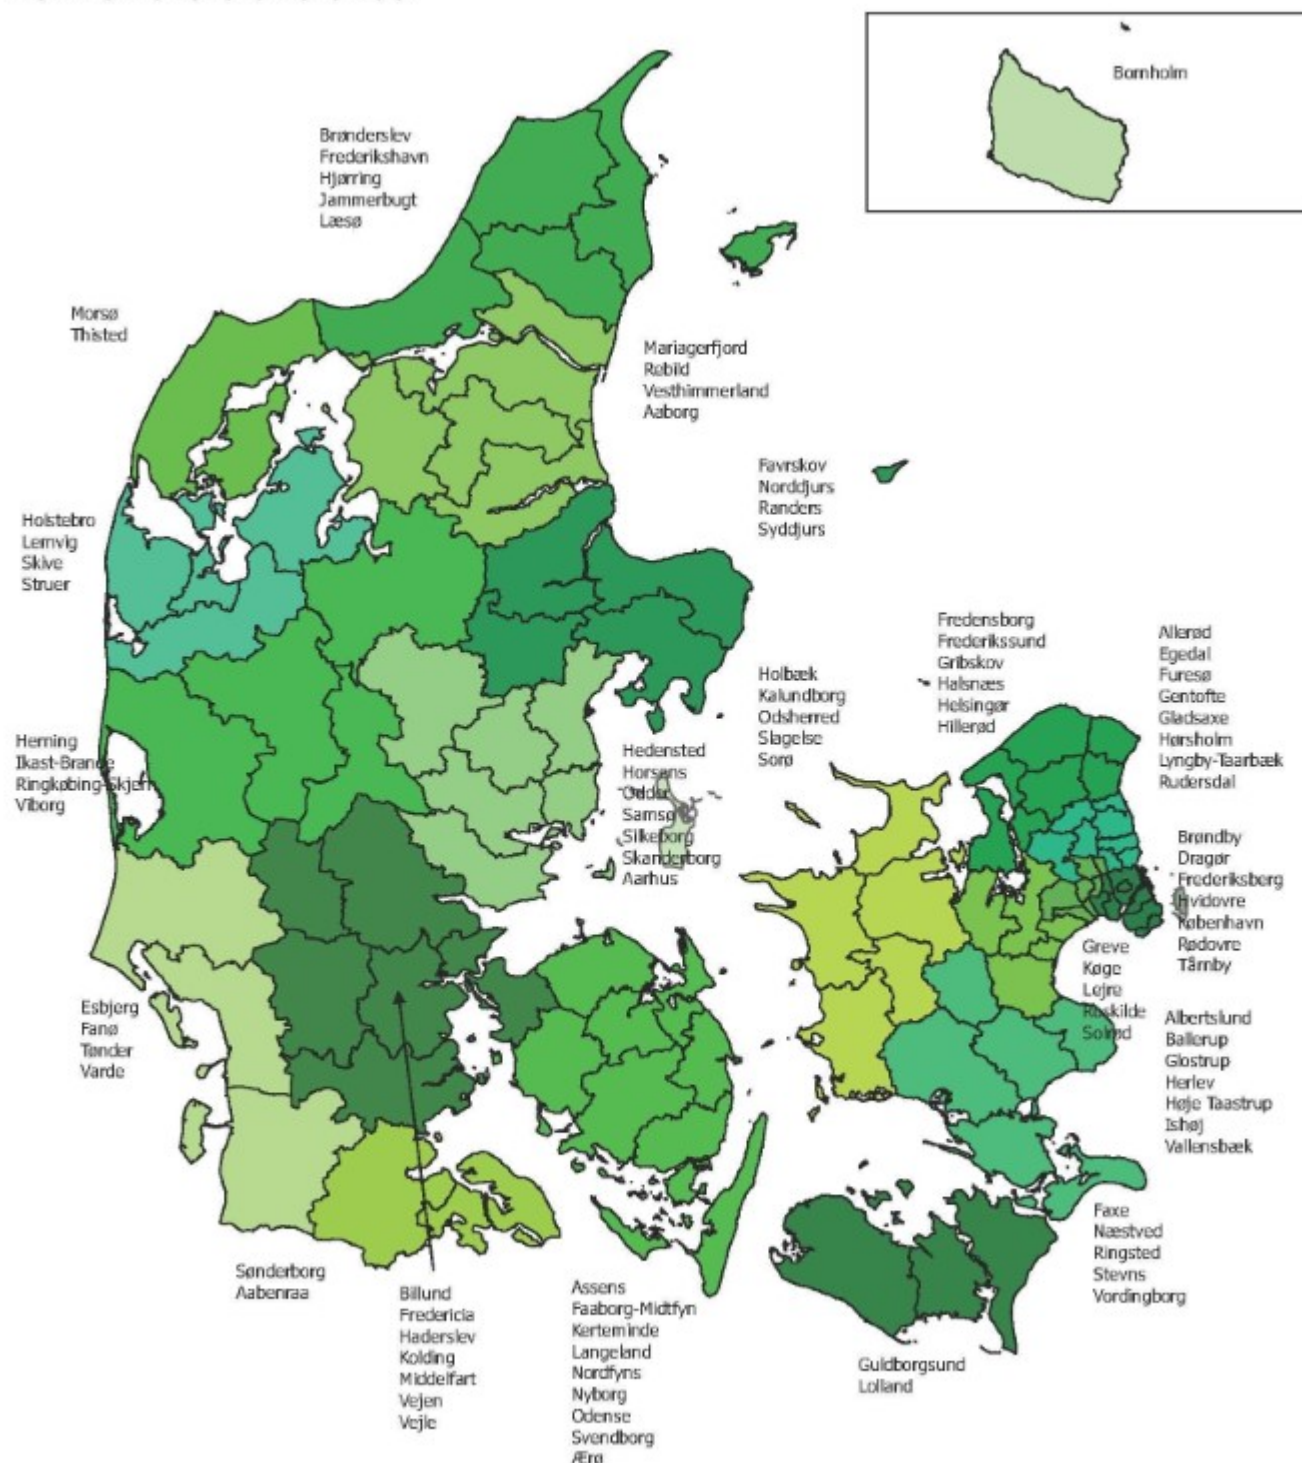 Bornholm
Brønderslev
Frederikshavn
Hjørring
Jammerbugt
Læsø
Morsø
Thisted
Mariagerfjord
Rebild
Vesthimmerland
Aaborg
Favrskov
Norddjurs
Randers
Syddjurs
Holstebro
Lemvig
Skive
Struer
Fredensborg
Frederikssund
Gribskov
Halsnæs
Helsingør
Hillerød
Allerød
Egedal
Furesø
Gentofte
Gladsaxe
Hørsholm
Lyngby-Taarbæk
Rudersdal
Holbæk
Kalundborg
Odsherred
Slagelse
Sorø
Herning
Ikast-Brande
Ringkøbing-Skjern
Viborg
Hedensted
Horsens
Odder
Samsø
Silkeborg
Skanderborg
Aarhus
Brøndby
Dragør
Frederiksberg
Hvidovre
København
Rødovre
Tårnby
Greve
Køge
Lejre
Roskilde
Solrød
Esbjerg
Fanø
Tønder
Varde
Albertslund
Ballerup
Glostrup
Herlev
Høje Taastrup
Ishøj
Vallensbæk
Faxe
Næstved
Ringsted
Stevns
Vordingborg
Sønderborg
Aabenraa
Billund
Fredericia
Haderslev
Kolding
Middelfart
Vejen
Vejle
Assens
Faaborg-Midtfyn
Kerteminde
Langeland
Nordfyns
Nyborg
Odense
Svendborg
Ærø
Guldborgsund
Lolland